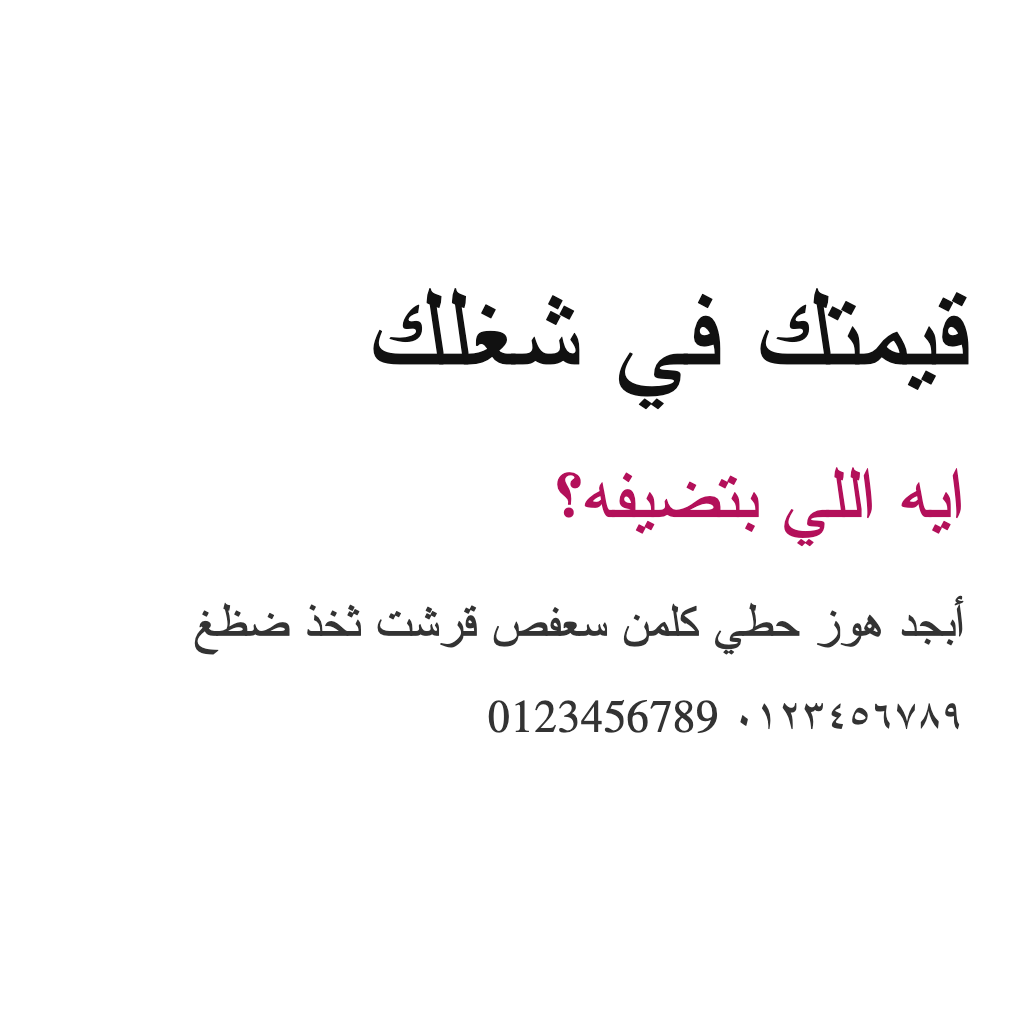 قيمتك في شغلك
ايه اللي بتضيفه؟
أبجد هوز حطي كلمن سعفص قرشت ثخذ ضظغ
٠١٢٣٤٥٦٧٨٩ 0123456789